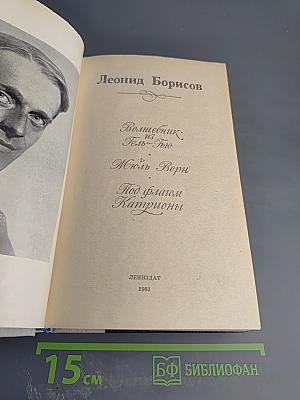 Леонид Борисов
Волшебник
из
Гель-Гью
Жюль Верн
Под флагом
Катрионы
ЛЕНИЗДАТ
1981
15 см
БФ БИБЛИОФАН